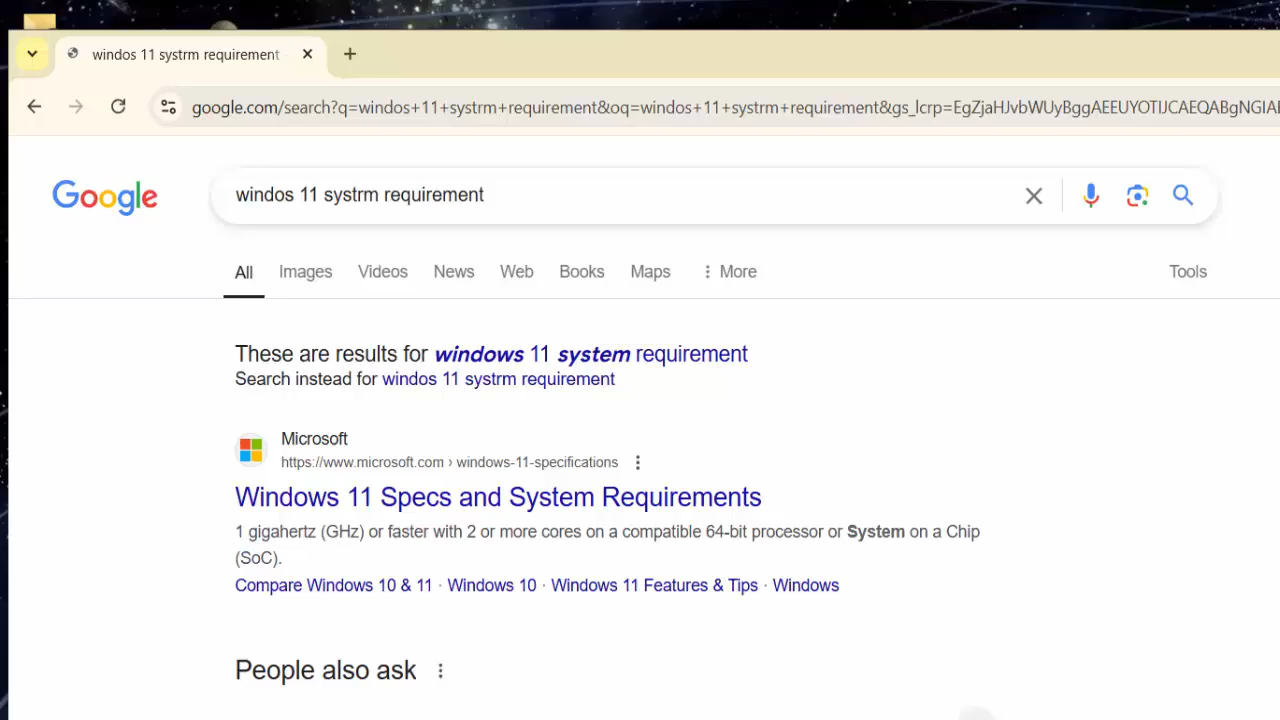 windos 11 systrm requirement
google.com/search?q=windos+11+systrm+requirement&oq=windos+11+systrm+requirement&gs_lcrp=EgZjaHJvbWUyBggAEEUYOTIJCAEQABgNGIAE
Google
windos 11 systrm requirement
All Images Videos News Web Books Maps More Tools
These are results for windows 11 system requirement
Search instead for windos 11 systrm requirement
Microsoft
https://www.microsoft.com › windows-11-specifications
Windows 11 Specs and System Requirements
1 gigahertz (GHz) or faster with 2 or more cores on a compatible 64-bit processor or System on a Chip
(SoC).
Compare Windows 10 & 11 · Windows 10 · Windows 11 Features & Tips · Windows
People also ask